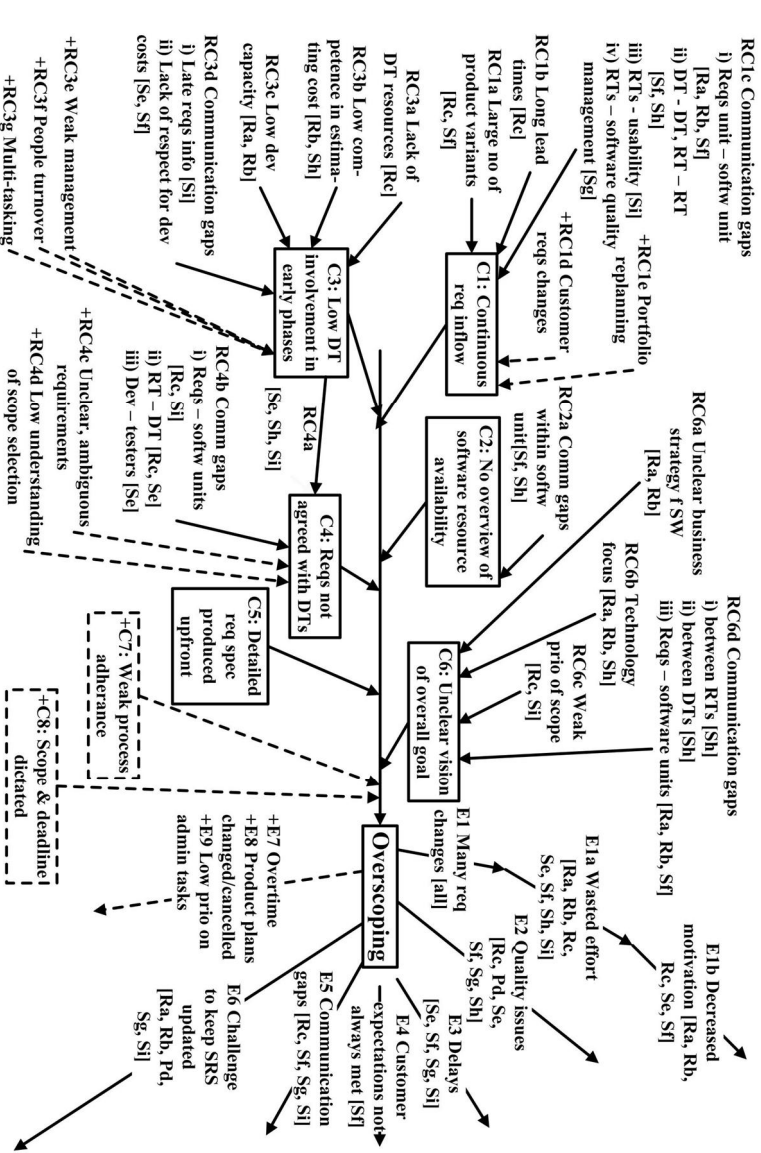 RC1c Communication gaps
i) Reqs unit – softw unit
[Ra, Rb, Sf]
ii) DT - DT, RT – RT
[Sf, Sh]
iii) RTs - usability [Si]
iv) RTs – software quality
management [Sg]
+RC1e Portfolio
replanning
+RC1d Customer
reqs changes
RC1b Long lead
times [Rc]
RC1a Large no of
product variants
[Rc, Sf]
C1: Continuous
req inflow
RC2a Comm gaps
within softw
unit[Sf, Sh]
C2: No overview of
software resource
availability
RC6a Unclear business
strategy f SW
[Ra, Rb]
RC6b Technology
focus [Ra, Rb, Sh]
RC6c Weak
prio of scope
[Rc, Si]
RC6d Communication gaps
i) between RTs [Sh]
ii) between DTs [Sh]
iii) Reqs – software units [Ra, Rb, Sf]
C6: Unclear vision
of overall goal
RC3a Lack of
DT resources [Rc]
RC3b Low com-
petence in estima-
ting cost [Rb, Sh]
RC3c Low dev
capacity [Ra, Rb]
RC3d Communication gaps
i) Late reqs info [Si]
ii) Lack of respect for dev
costs [Se, Sf]
+RC3e Weak management
+RC3f People turnover
+RC3g Multi-tasking
C3: Low DT
involvement in
early phases
RC4a
[Se, Sh, Si]
RC4b Comm gaps
i) Reqs – softw units
[Rc, Si]
ii) RT – DT [Rc, Se]
iii) Dev – testers [Se]
+RC4c Unclear, ambiguous
requirements
+RC4d Low understanding
of scope selection
C4: Reqs not
agreed with DTs
C5: Detailed
req spec
produced
upfront
+C7: Weak process
adherance
+C8: Scope & deadline
dictated
Overscoping
E1 Many req
changes [all]
E1a Wasted effort
[Ra, Rb, Rc,
Se, Sf, Sh, Si]
E1b Decreased
motivation [Ra, Rb,
Rc, Se, Sf]
E2 Quality issues
[Rc, Pd, Se,
Sf, Sg, Sh]
E3 Delays
[Se, Sf, Sg, Si]
E4 Customer
expectations not
always met [Sf]
E5 Communication
gaps [Rc, Sf, Sg, Si]
E6 Challenge
to keep SRS
updated
[Ra, Rb, Pd,
Sg, Si]
+E7 Overtime
+E8 Product plans
changed/cancelled
+E9 Low prio on
admin tasks